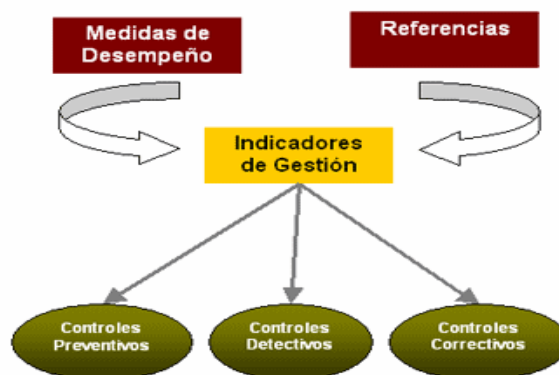 Medidas de
Desempeño
Referencias
Indicadores
de Gestión
Controles
Preventivos
Controles
Detectivos
Controles
Correctivos